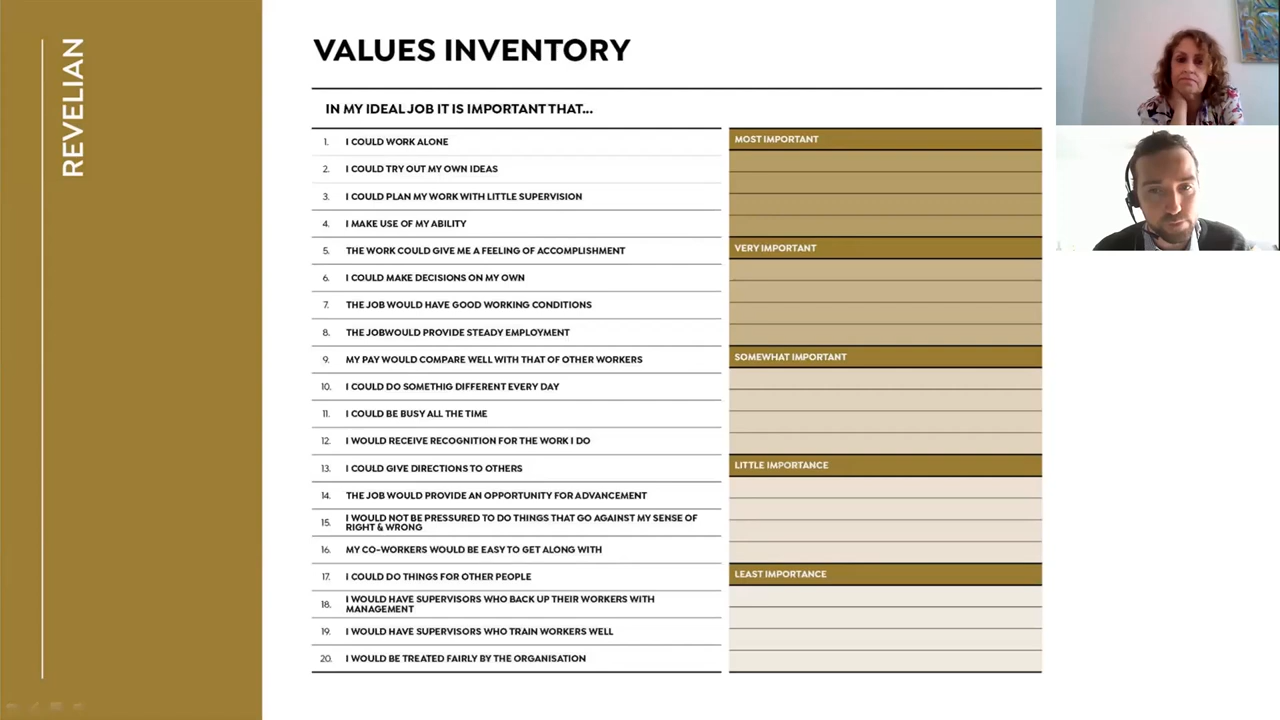 REVELIAN
VALUES INVENTORY
IN MY IDEAL JOB IT IS IMPORTANT THAT...
1. I COULD WORK ALONE
2. I COULD TRY OUT MY OWN IDEAS
3. I COULD PLAN MY WORK WITH LITTLE SUPERVISION
4. I MAKE USE OF MY ABILITY
5. THE WORK COULD GIVE ME A FEELING OF ACCOMPLISHMENT
6. I COULD MAKE DECISIONS ON MY OWN
7. THE JOB WOULD HAVE GOOD WORKING CONDITIONS
8. THE JOBWOULD PROVIDE STEADY EMPLOYMENT
9. MY PAY WOULD COMPARE WELL WITH THAT OF OTHER WORKERS
10. I COULD DO SOMETHIG DIFFERENT EVERY DAY
11. I COULD BE BUSY ALL THE TIME
12. I WOULD RECEIVE RECOGNITION FOR THE WORK I DO
13. I COULD GIVE DIRECTIONS TO OTHERS
14. THE JOB WOULD PROVIDE AN OPPORTUNITY FOR ADVANCEMENT
15. I WOULD NOT BE PRESSURED TO DO THINGS THAT GO AGAINST MY SENSE OF
RIGHT & WRONG
16. MY CO-WORKERS WOULD BE EASY TO GET ALONG WITH
17. I COULD DO THINGS FOR OTHER PEOPLE
18. I WOULD HAVE SUPERVISORS WHO BACK UP THEIR WORKERS WITH
MANAGEMENT
19. I WOULD HAVE SUPERVISORS WHO TRAIN WORKERS WELL
20. I WOULD BE TREATED FAIRLY BY THE ORGANISATION
MOST IMPORTANT
VERY IMPORTANT
SOMEWHAT IMPORTANT
LITTLE IMPORTANCE
LEAST IMPORTANCE